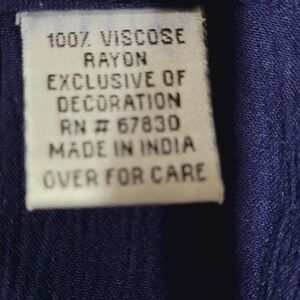 100% VISCOSE
RAYON
EXCLUSIVE OF
DECORATION
RN # 67830
MADE IN INDIA
OVER FOR CARE